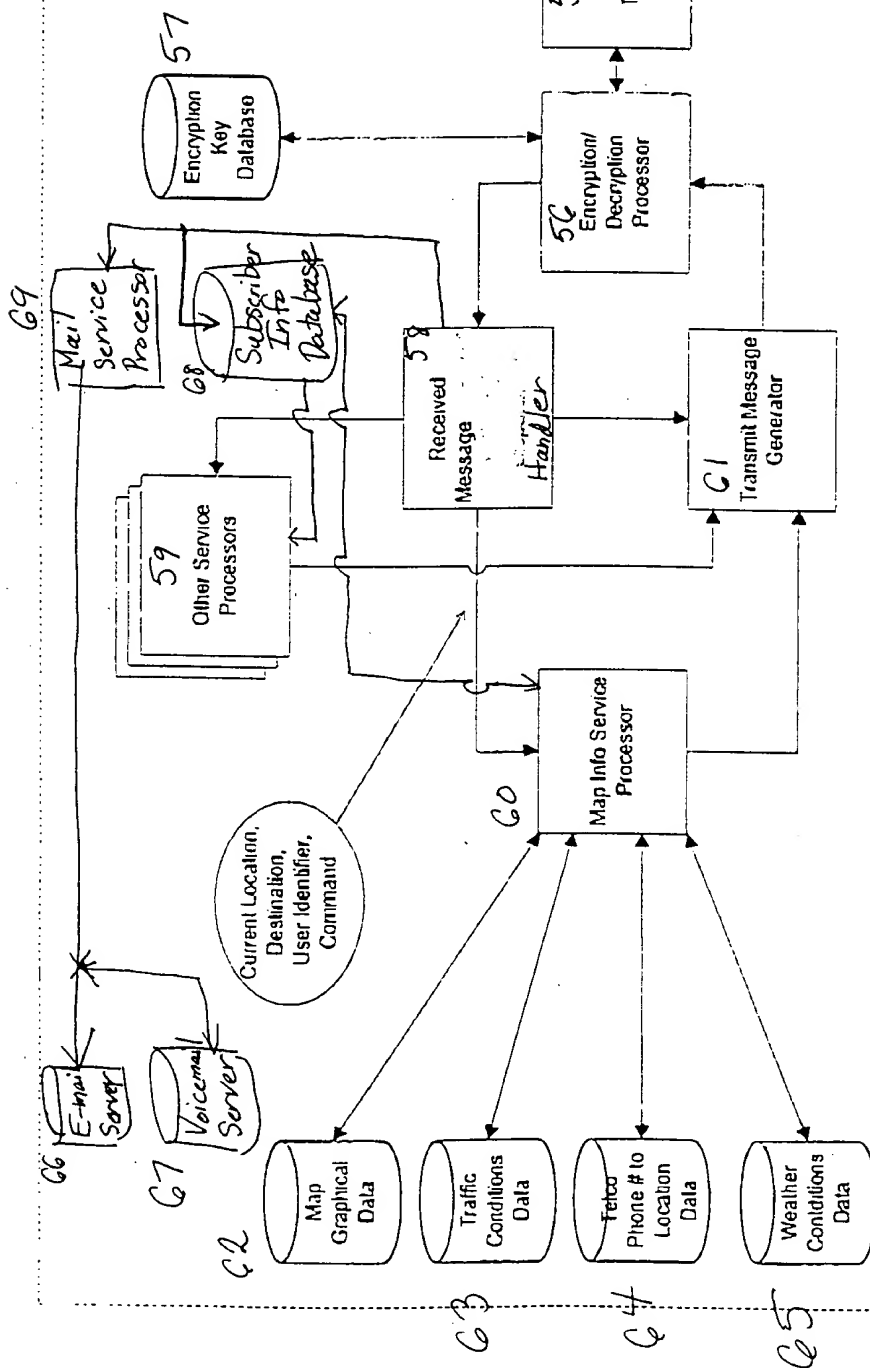 69
Mail
Service
Processor
57
Encryption
Key
Database
66
E-mail
Server
67
Voicemail
Server
68
Subscriber
Info
Database
59
Other Service
Processors
Current Location,
Destination,
User Identifier,
Command
58
Received
Message
Handler
56
Encryption/
Decryption
Processor
62
Map
Graphical
Data
63
Traffic
Conditions
Data
64
Phone # to
Location
Data
65
Weather
Conditions
Data
60
Map Info Service
Processor
61
Transmit Message
Generator